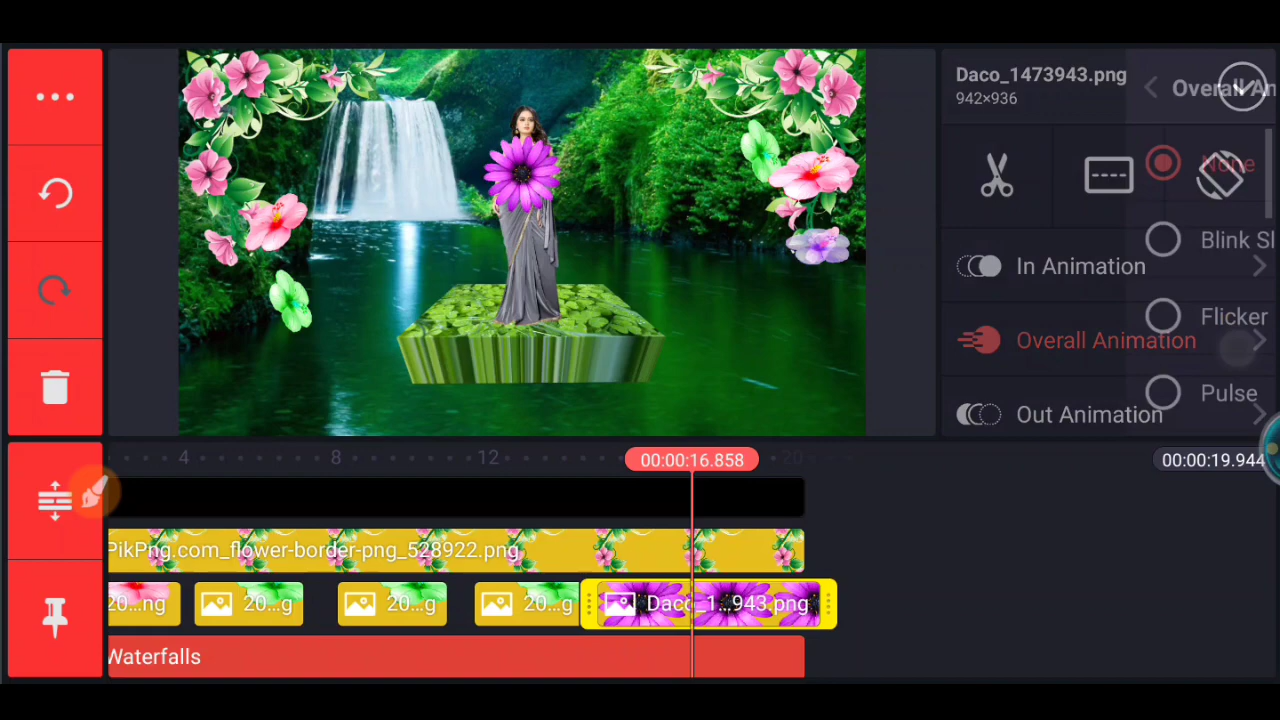 Daco_1473943.png
942×936
Overall An
None
Blink Sl
In Animation
Flicker
Overall Animation
Pulse
Out Animation
4
8
12
00:00:16.858
20
00:00:19.944
PikPng.com_flower-border-png_528922.png
20...ng
20...g
20...g
20...g
Daco_1...943.png
Waterfalls